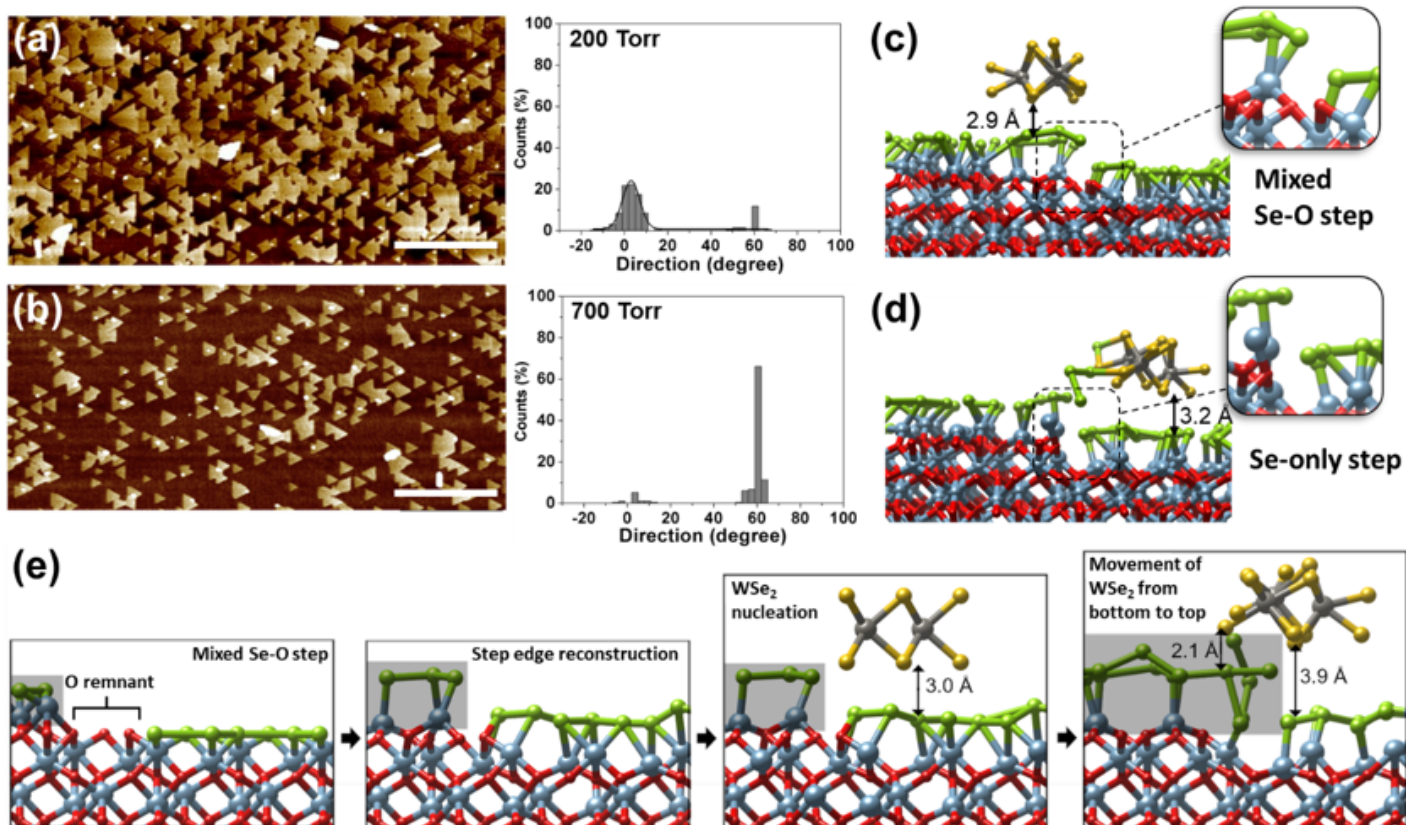 (a)
200 Torr
100
80
60
40
20
0
Counts (%)
-20 0 20 40 60 80 100
Direction (degree)
(c)
2.9 Å
Mixed
Se-O step
(b)
700 Torr
100
80
60
40
20
0
Counts (%)
-20 0 20 40 60 80 100
Direction (degree)
(d)
3.2 Å
Se-only step
(e)
Mixed Se-O step
O remnant
Step edge reconstruction
WSe₂
nucleation
3.0 Å
Movement of
WSe₂ from
bottom to top
2.1 Å
3.9 Å